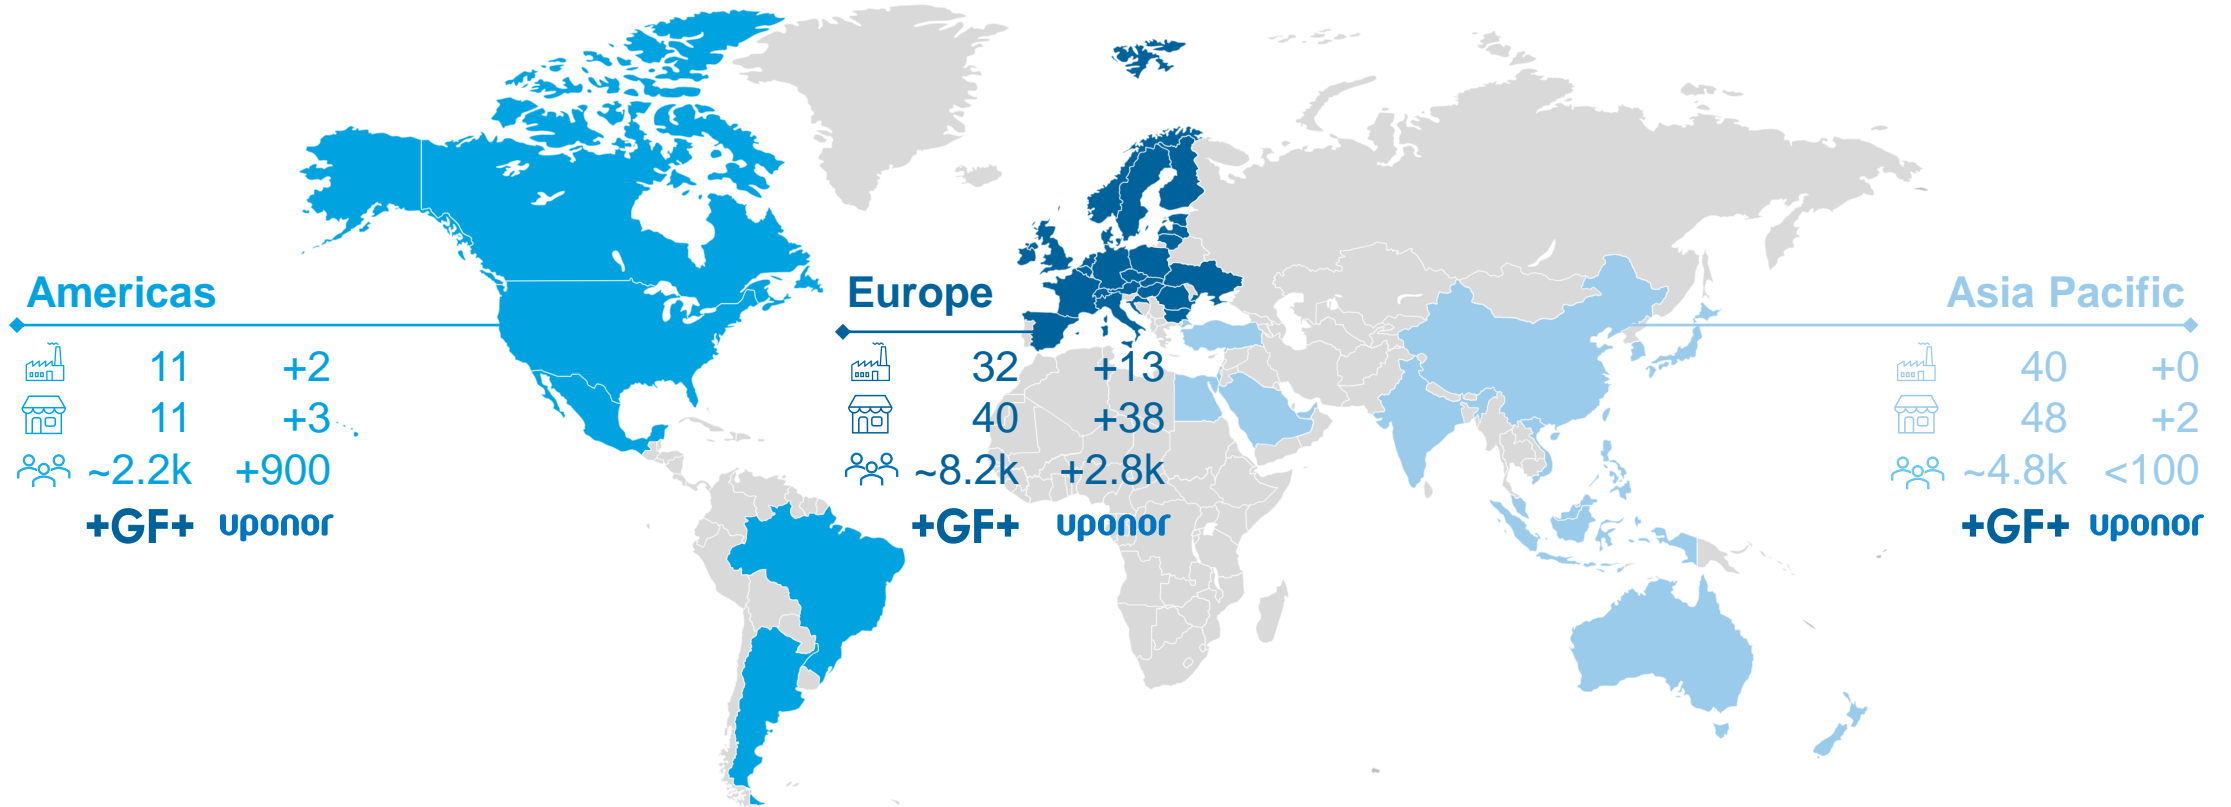 Americas
11 +2
11 +3
~2.2k +900
+GF+ uponor
Europe
32 +13
40 +38
~8.2k +2.8k
+GF+ uponor
Asia Pacific
40 +0
48 +2
~4.8k <100
+GF+ uponor